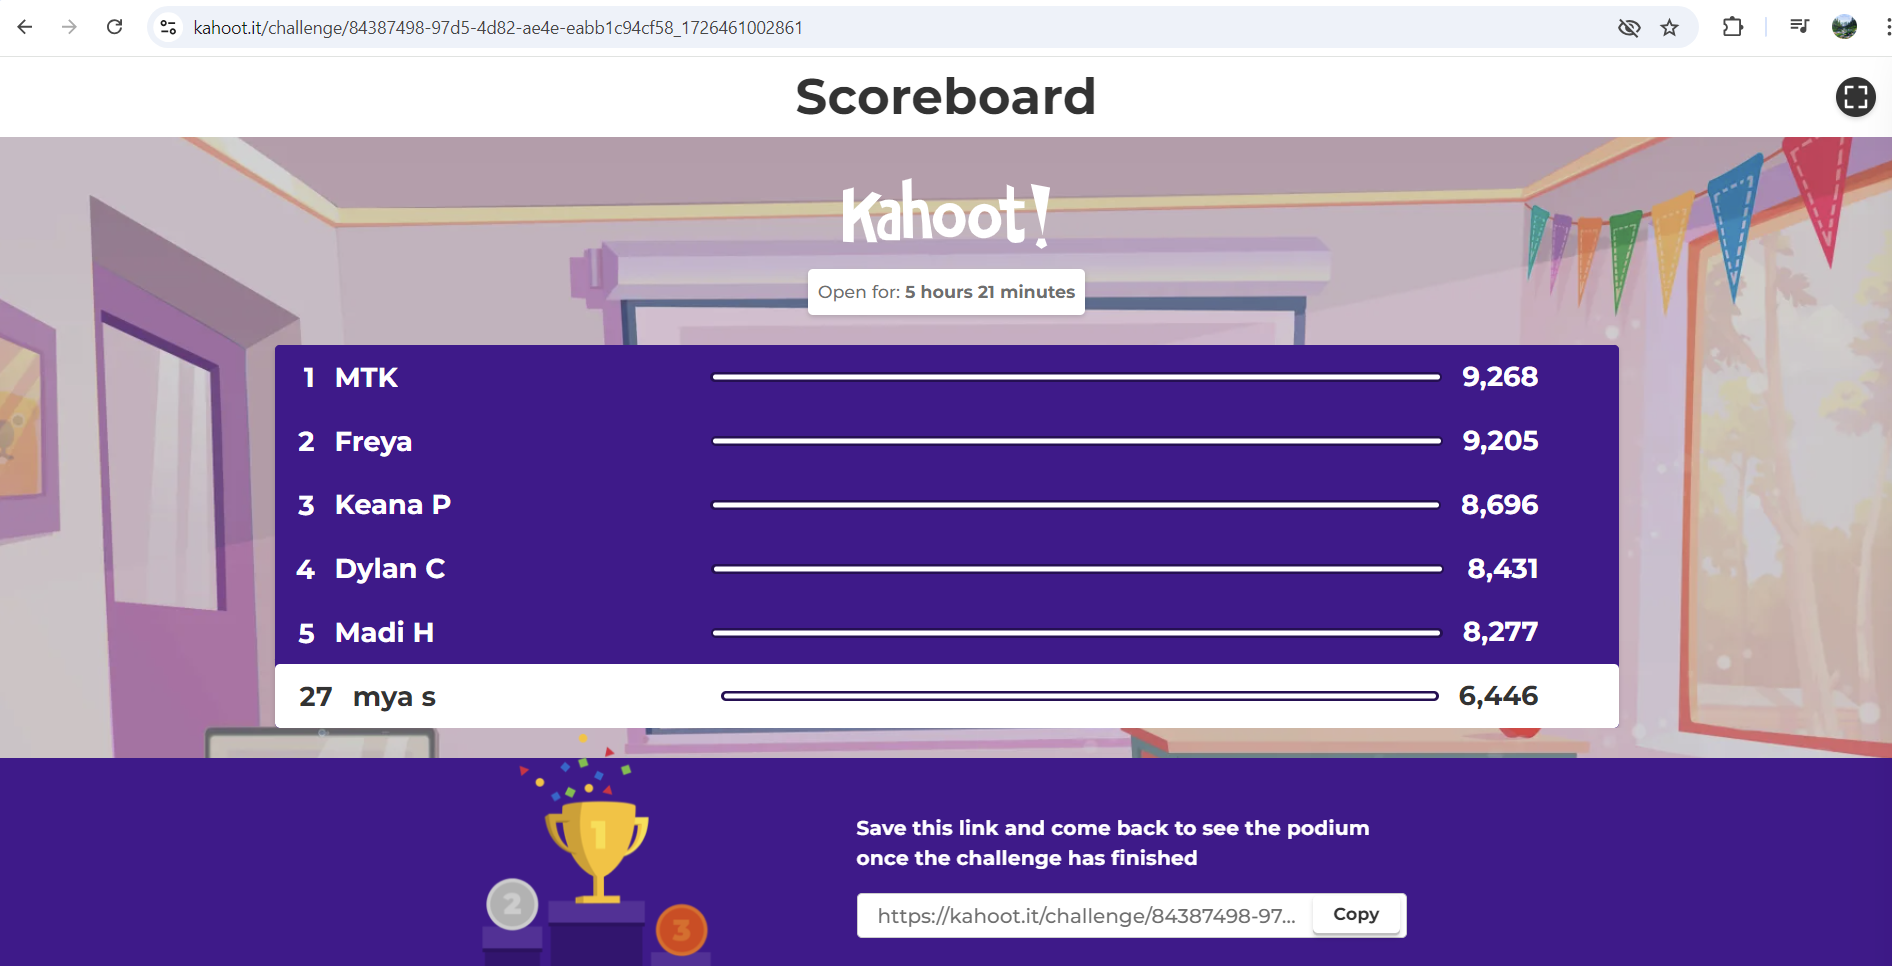 kahoot.it/challenge/84387498-97d5-4d82-ae4e-eabb1c94cf58_1726461002861
Scoreboard
Kahoot!
Open for: 5 hours 21 minutes
1 MTK 9,268
2 Freya 9,205
3 Keana P 8,696
4 Dylan C 8,431
5 Madi H 8,277
27 mya s 6,446
1
2
3
Save this link and come back to see the podium
once the challenge has finished
https://kahoot.it/challenge/84387498-97... Copy